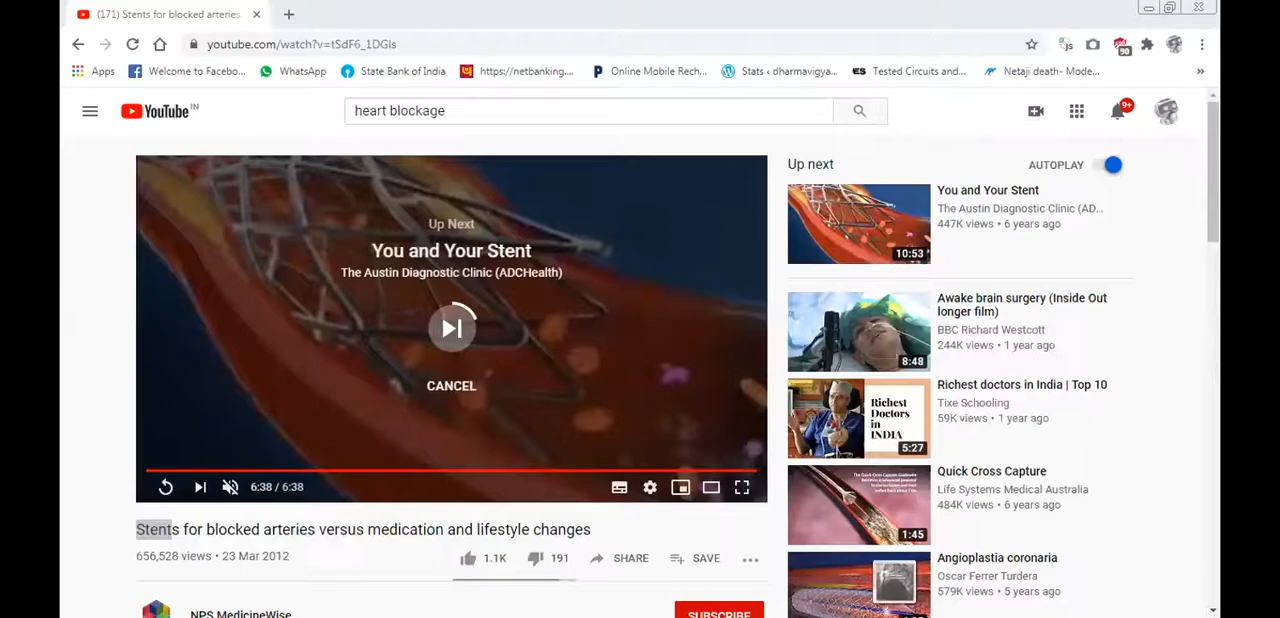 (171) Stents for blocked arteries
youtube.com/watch?v=tSdF6_1DGls
90
Apps
Welcome to Facebo...
WhatsApp
State Bank of India
https://netbanking....
Online Mobile Rech...
Stats ‹ dharmavigya...
Tested Circuits and...
Netaji death- Mode...
»
YouTube IN
heart blockage
9+
Up Next
You and Your Stent
The Austin Diagnostic Clinic (ADCHealth)
CANCEL
6:38 / 6:38
Stents for blocked arteries versus medication and lifestyle changes
656,528 views • 23 Mar 2012
1.1K
191
SHARE
SAVE
NPS MedicineWise
SUBSCRIBE
Up next
AUTOPLAY
10:53
You and Your Stent
The Austin Diagnostic Clinic (AD...
447K views • 6 years ago
8:48
Awake brain surgery (Inside Out
longer film)
BBC Richard Westcott
244K views • 1 year ago
Richest
Doctors
in
INDIA
5:27
Richest doctors in India | Top 10
Tixe Schooling
59K views • 1 year ago
1:45
Quick Cross Capture
Life Systems Medical Australia
484K views • 6 years ago
Angioplastia coronaria
Oscar Ferrer Turdera
579K views • 5 years ago